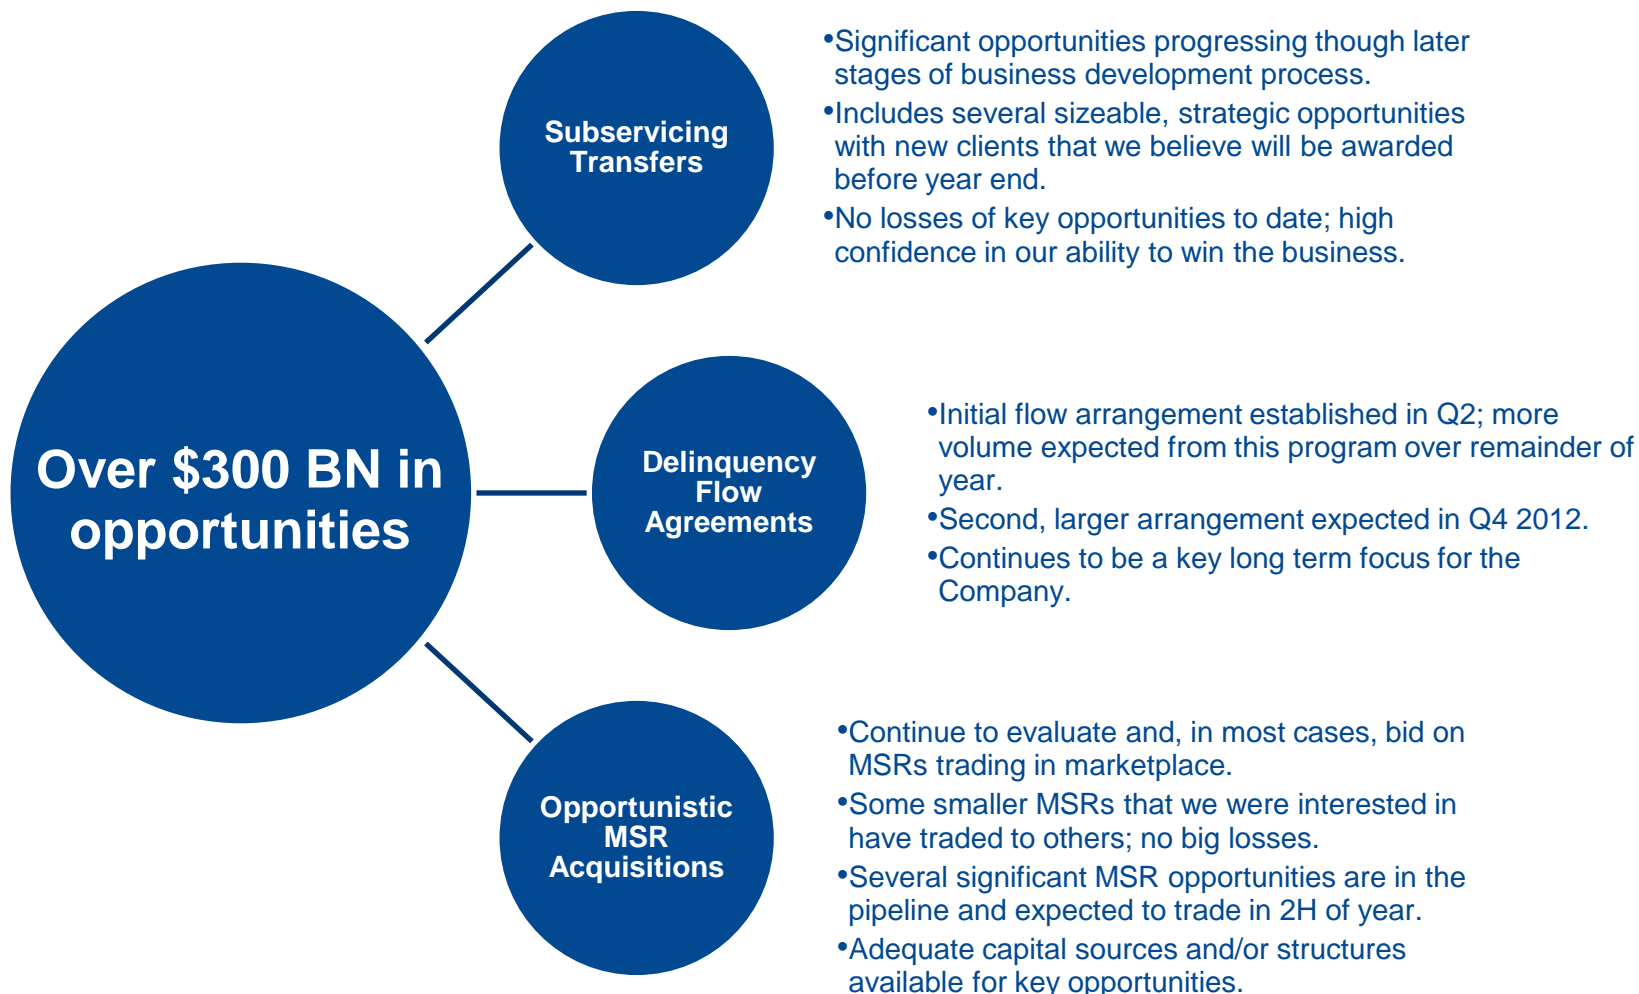 Over $300 BN in
opportunities
Subservicing
Transfers
•Significant opportunities progressing though later
stages of business development process.
•Includes several sizeable, strategic opportunities
with new clients that we believe will be awarded
before year end.
•No losses of key opportunities to date; high
confidence in our ability to win the business.
Delinquency
Flow
Agreements
•Initial flow arrangement established in Q2; more
volume expected from this program over remainder of
year.
•Second, larger arrangement expected in Q4 2012.
•Continues to be a key long term focus for the
Company.
Opportunistic
MSR
Acquisitions
•Continue to evaluate and, in most cases, bid on
MSRs trading in marketplace.
•Some smaller MSRs that we were interested in
have traded to others; no big losses.
•Several significant MSR opportunities are in the
pipeline and expected to trade in 2H of year.
•Adequate capital sources and/or structures
available for key opportunities.